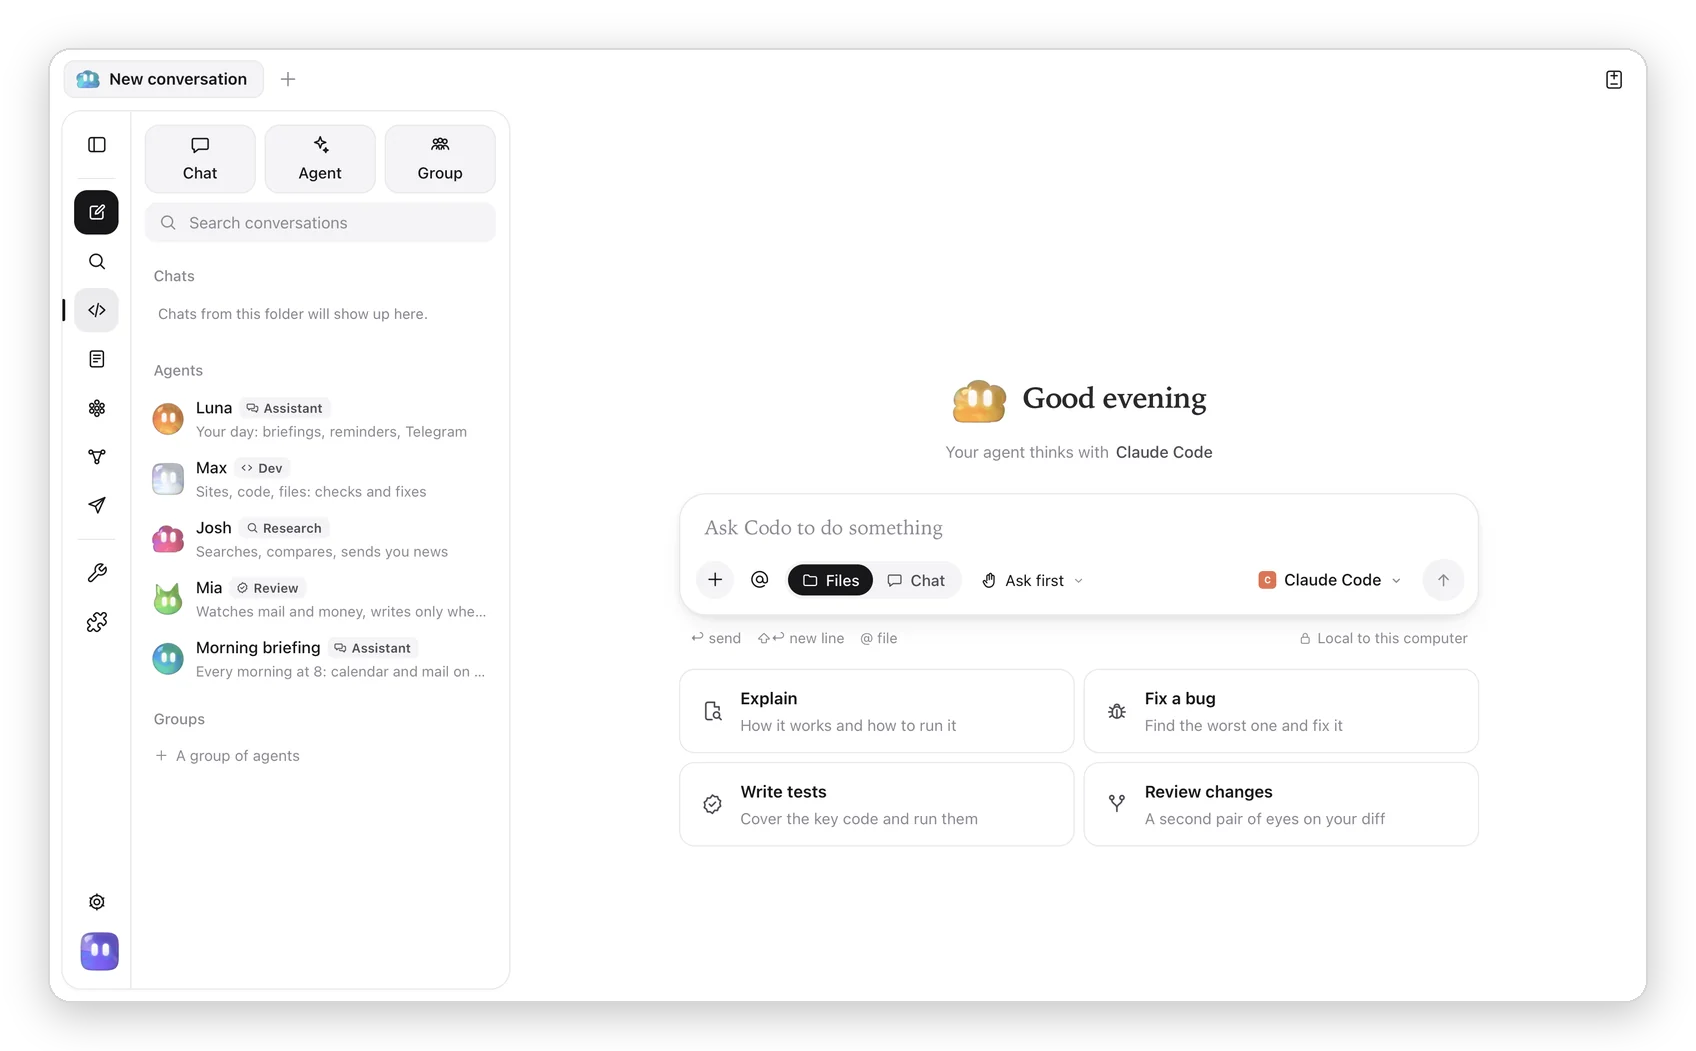 New conversation
Chat
Agent
Group
Search conversations
Chats
Chats from this folder will show up here.
Agents
Luna Assistant
Your day: briefings, reminders, Telegram
Max Dev
Sites, code, files: checks and fixes
Josh Research
Searches, compares, sends you news
Mia Review
Watches mail and money, writes only whe...
Morning briefing Assistant
Every morning at 8: calendar and mail on ...
Groups
+ A group of agents
Good evening
Your agent thinks with Claude Code
Ask Codo to do something
Files Chat Ask first C Claude Code
send new line @ file Local to this computer
Explain
How it works and how to run it
Fix a bug
Find the worst one and fix it
Write tests
Cover the key code and run them
Review changes
A second pair of eyes on your diff